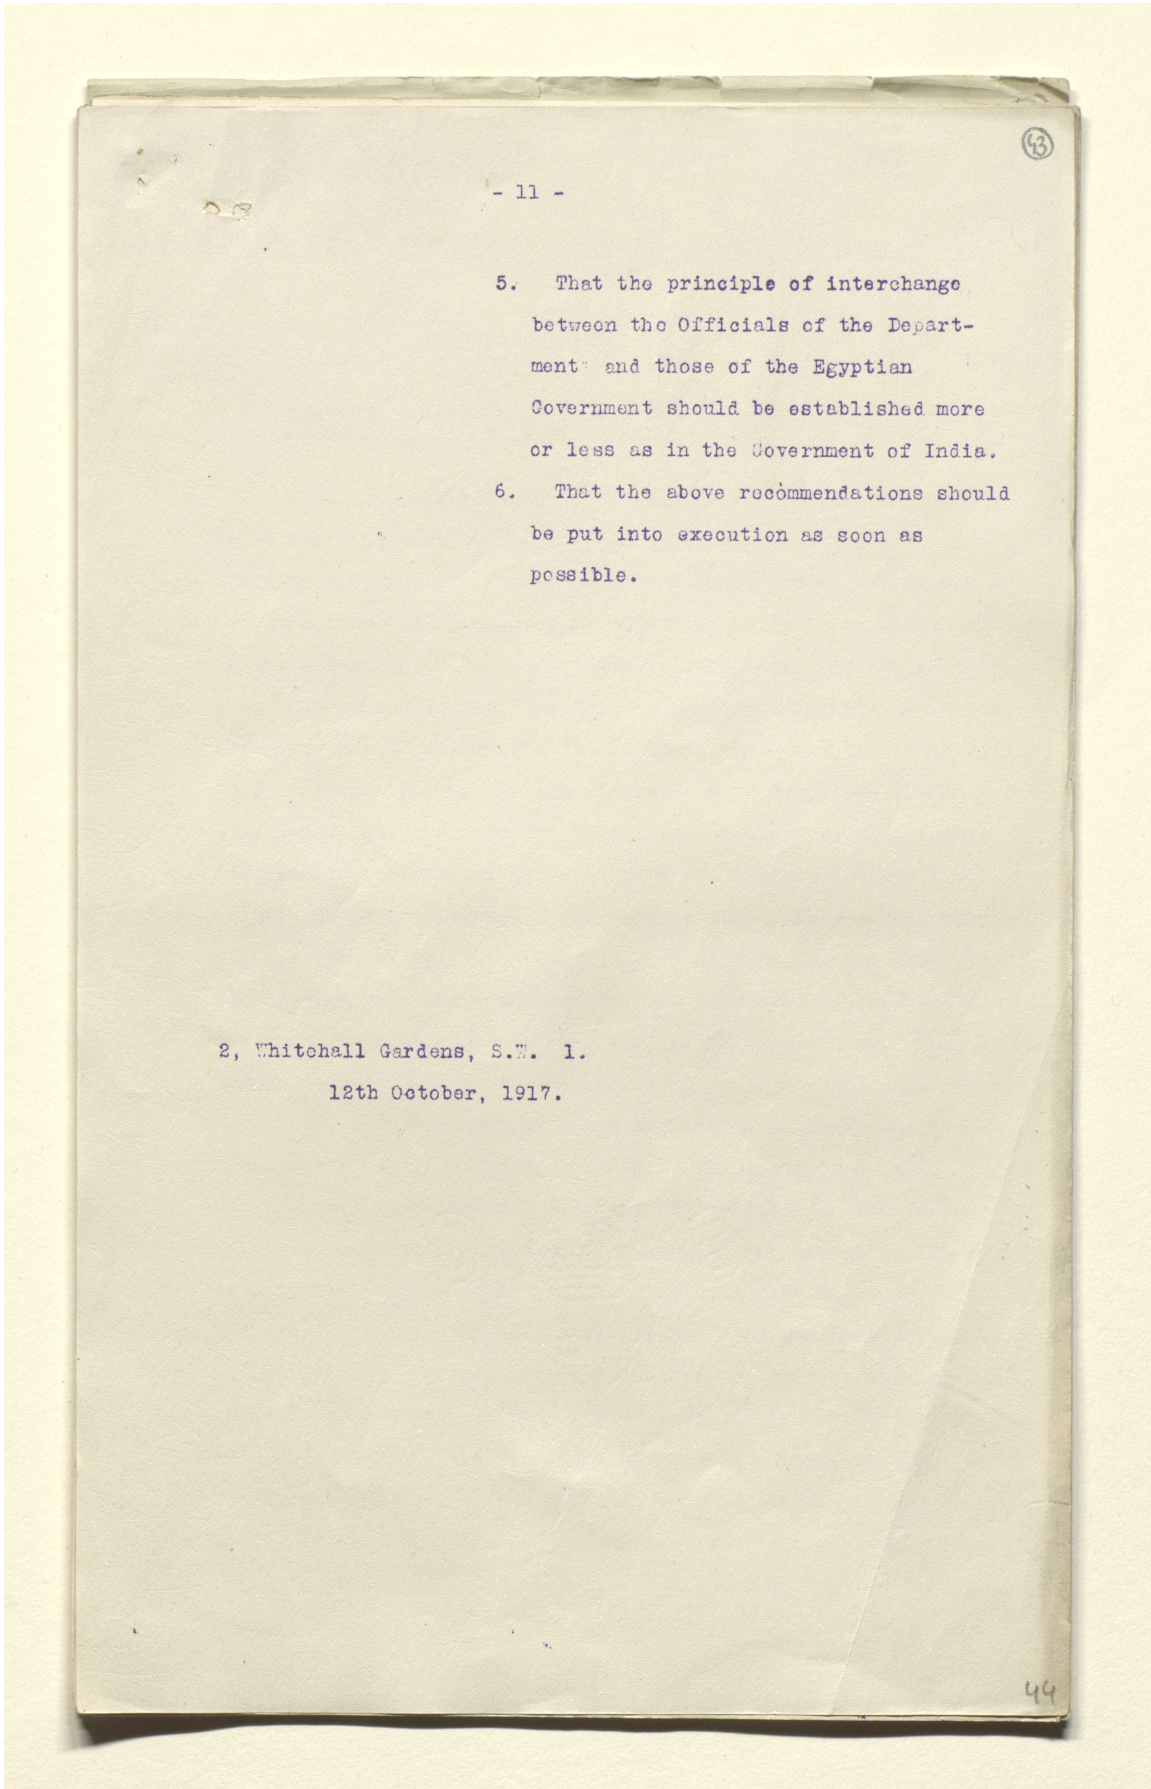 43
- 11 -
5. That the principle of interchange
between the Officials of the Depart-
ment and those of the Egyptian
Government should be established more
or less as in the Government of India.
6. That the above recommendations should
be put into execution as soon as
possible.
2, Whitehall Gardens, S.W. 1.
12th October, 1917.
44